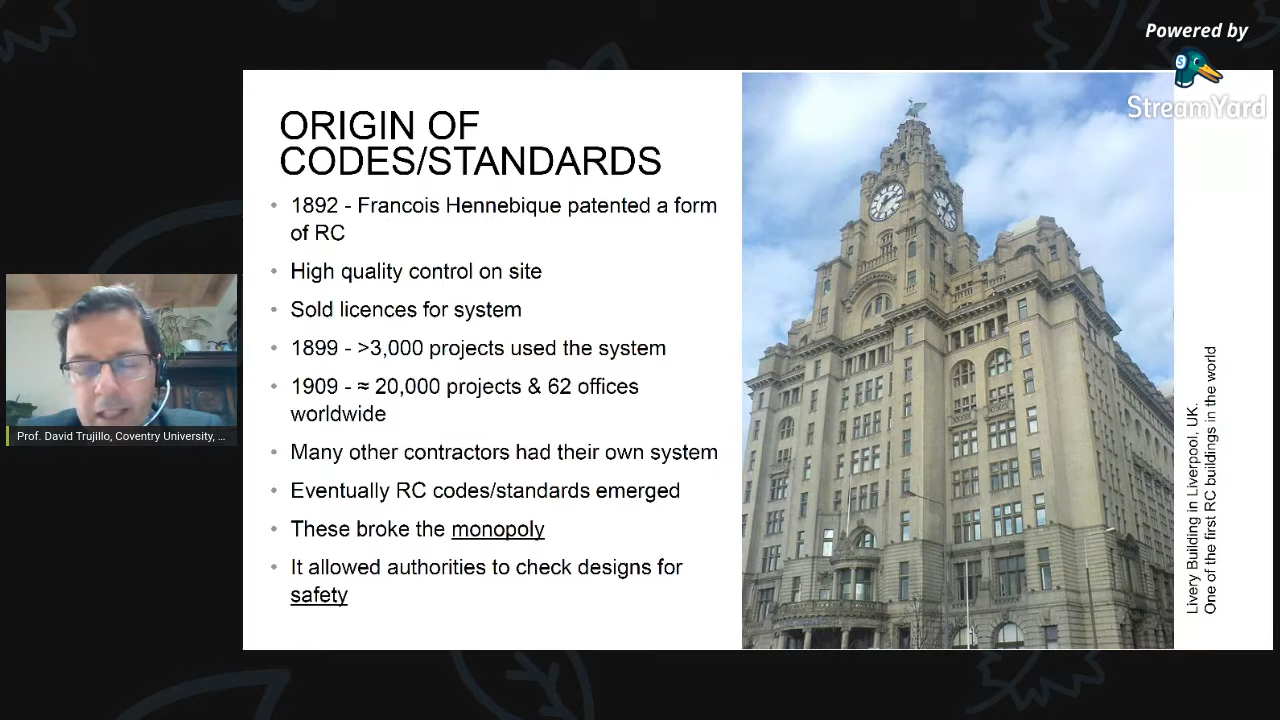 Powered by
StreamYard
ORIGIN OF
CODES/STANDARDS
• 1892 - Francois Hennebique patented a form
of RC
• High quality control on site
• Sold licences for system
• 1899 - >3,000 projects used the system
• 1909 - ≈ 20,000 projects & 62 offices
worldwide
• Many other contractors had their own system
• Eventually RC codes/standards emerged
• These broke the monopoly
• It allowed authorities to check designs for
safety
Livery Building in Liverpool, UK.
One of the first RC buildings in the world
Prof. David Trujillo, Coventry University, ...